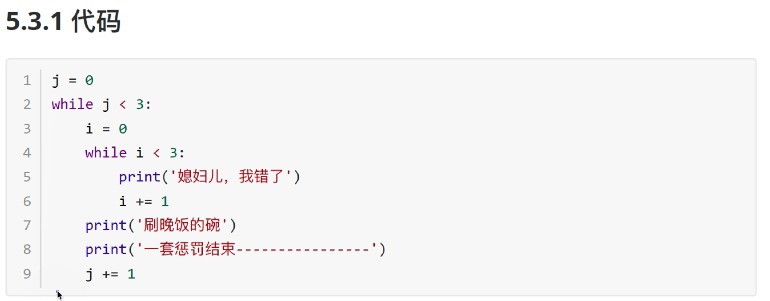 5.3.1 代码
1 j = 0
2 while j < 3:
3     i = 0
4     while i < 3:
5         print('媳妇儿，我错了')
6         i += 1
7     print('刷晚饭的碗')
8     print('一套惩罚结束----------------')
9     j += 1